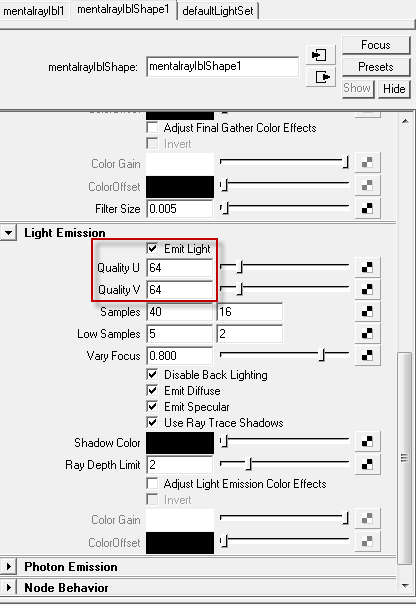 mentalrayIbl1 mentalrayIblShape1 defaultLightSet
mentalrayIblShape: mentalrayIblShape1
Focus
Presets
Show Hide
Adjust Final Gather Color Effects
Invert
Color Gain
ColorOffset
Filter Size 0.005
Light Emission
Emit Light
Quality U 64
Quality V 64
Samples 40 16
Low Samples 5 2
Vary Focus 0.800
Disable Back Lighting
Emit Diffuse
Emit Specular
Use Ray Trace Shadows
Shadow Color
Ray Depth Limit 2
Adjust Light Emission Color Effects
Invert
Color Gain
ColorOffset
Photon Emission
Node Behavior